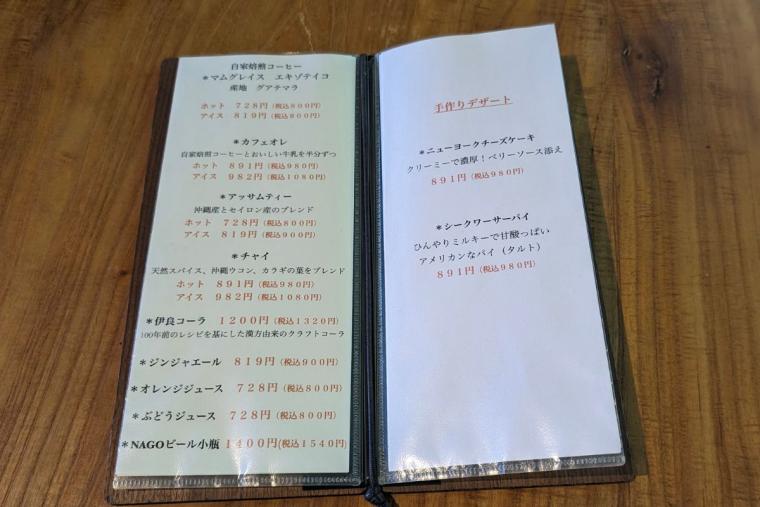 自家焙煎コーヒー
＊マムグレイス　エキゾテイコ
産地　グアテマラ
ホット　７２８円（税込８００円）
アイス　８１９円（税込９００円）
＊カフェオレ
自家焙煎コーヒーとおいしい牛乳を半分ずつ
ホット　８９１円（税込９８０円）
アイス　９８２円（税込１０８０円）
＊アッサムティー
沖縄産とセイロン産のブレンド
ホット　７２８円（税込８００円）
アイス　８１９円（税込９００円）
＊チャイ
天然スパイス、沖縄ウコン、カラギの葉をブレンド
ホット　８９１円（税込９８０円）
アイス　９８２円（税込１０８０円）
＊伊良コーラ　１２００円（税込１３２０円）
100年前のレシピを基にした漢方由来のクラフトコーラ
＊ジンジャエール　８１９円（税込９００円）
＊オレンジジュース　７２８円（税込８００円）
＊ぶどうジュース　７２８円（税込８００円）
＊NAGOビール小瓶　１４００円(税込１５４０円)
手作りデザート
＊ニューヨークチーズケーキ
クリーミーで濃厚！ベリーソース添え
８９１円（税込９８０円）
＊シークワーサーパイ
ひんやりミルキーで甘酸っぱい
アメリカンなパイ（タルト）
８９１円（税込９８０円）